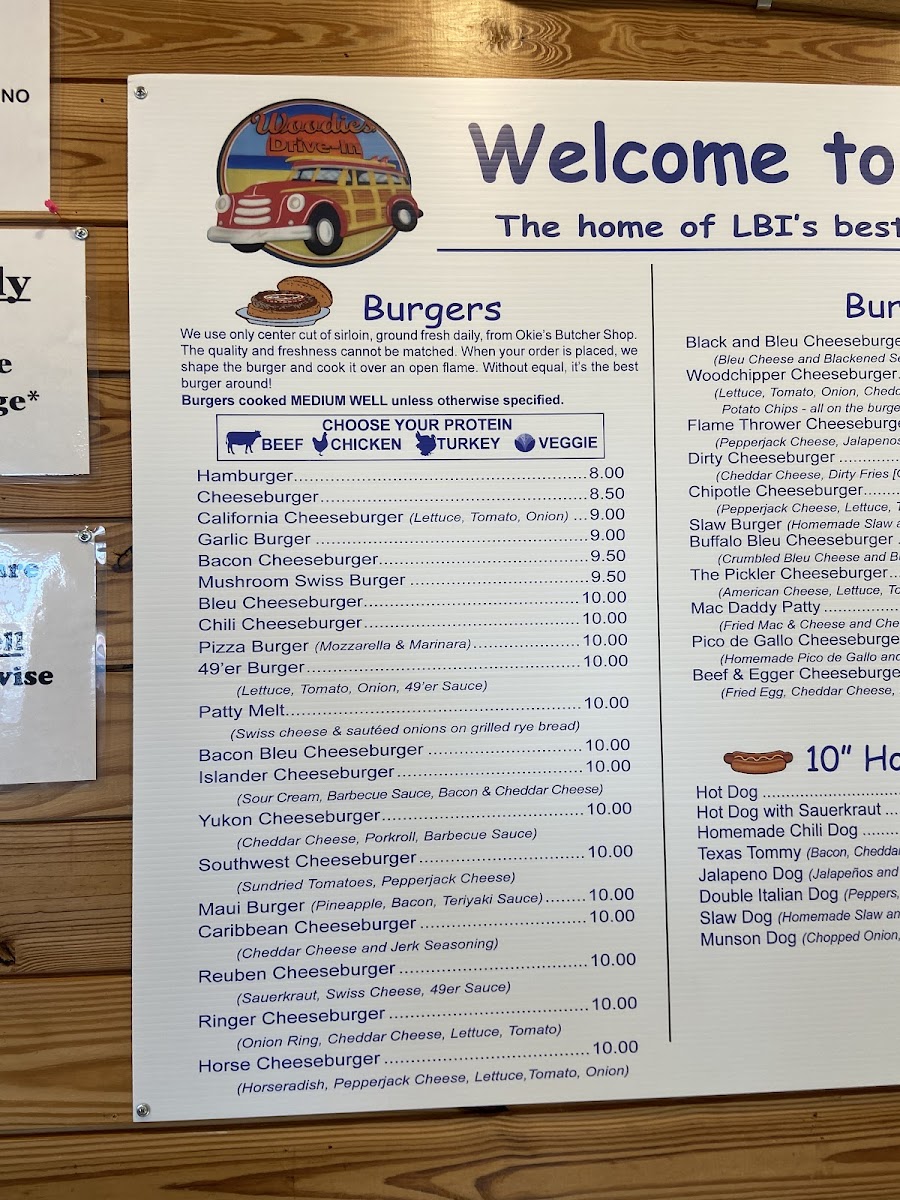 NO
ly
e
ge*
are
ell
wise
Woodies
Drive-In
Welcome to
The home of LBI's best
Burgers
We use only center cut of sirloin, ground fresh daily, from Okie's Butcher Shop.
The quality and freshness cannot be matched. When your order is placed, we
shape the burger and cook it over an open flame. Without equal, it's the best
burger around!
Burgers cooked MEDIUM WELL unless otherwise specified.
CHOOSE YOUR PROTEIN
BEEF CHICKEN TURKEY VEGGIE
Hamburger..........8.00
Cheeseburger..........8.50
California Cheeseburger (Lettuce, Tomato, Onion) ...9.00
Garlic Burger ..........9.00
Bacon Cheeseburger..........9.50
Mushroom Swiss Burger ..........9.50
Bleu Cheeseburger..........10.00
Chili Cheeseburger..........10.00
Pizza Burger (Mozzarella & Marinara)..........10.00
49'er Burger..........10.00
(Lettuce, Tomato, Onion, 49'er Sauce)
Patty Melt..........10.00
(Swiss cheese & sautéed onions on grilled rye bread)
Bacon Bleu Cheeseburger ..........10.00
Islander Cheeseburger..........10.00
(Sour Cream, Barbecue Sauce, Bacon & Cheddar Cheese)
Yukon Cheeseburger..........10.00
(Cheddar Cheese, Porkroll, Barbecue Sauce)
Southwest Cheeseburger..........10.00
(Sundried Tomatoes, Pepperjack Cheese)
Maui Burger (Pineapple, Bacon, Teriyaki Sauce)........10.00
Caribbean Cheeseburger ..........10.00
(Cheddar Cheese and Jerk Seasoning)
Reuben Cheeseburger ..........10.00
(Sauerkraut, Swiss Cheese, 49er Sauce)
Ringer Cheeseburger ..........10.00
(Onion Ring, Cheddar Cheese, Lettuce, Tomato)
Horse Cheeseburger ..........10.00
(Horseradish, Pepperjack Cheese, Lettuce,Tomato, Onion)
Bur
Black and Bleu Cheeseburge
(Bleu Cheese and Blackened Se
Woodchipper Cheeseburger.
(Lettuce, Tomato, Onion, Chedd
Potato Chips - all on the burge
Flame Thrower Cheeseburge
(Pepperjack Cheese, Jalapenos
Dirty Cheeseburger ..........
(Cheddar Cheese, Dirty Fries [C
Chipotle Cheeseburger........
(Pepperjack Cheese, Lettuce, T
Slaw Burger (Homemade Slaw a
Buffalo Bleu Cheeseburger .
(Crumbled Bleu Cheese and Bu
The Pickler Cheeseburger...
(American Cheese, Lettuce, To
Mac Daddy Patty ..........
(Fried Mac & Cheese and Che
Pico de Gallo Cheeseburge
(Homemade Pico de Gallo and
Beef & Egger Cheeseburge
(Fried Egg, Cheddar Cheese,
10" Ho
Hot Dog ..........
Hot Dog with Sauerkraut ...
Homemade Chili Dog ........
Texas Tommy (Bacon, Chedda
Jalapeno Dog (Jalapeños and
Double Italian Dog (Peppers,
Slaw Dog (Homemade Slaw an
Munson Dog (Chopped Onion,